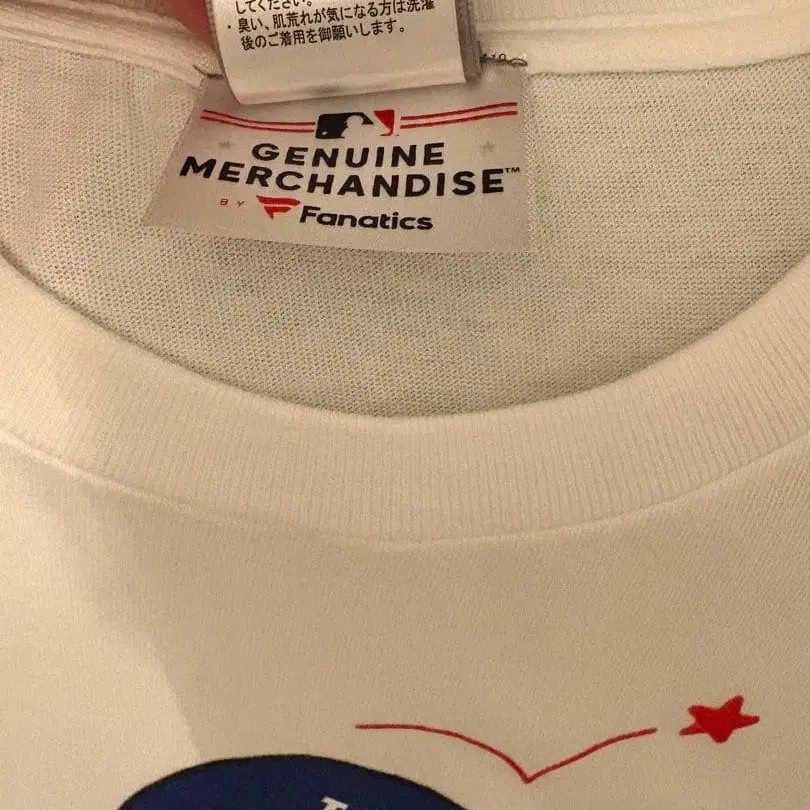 してください。
・臭い、肌荒れが気になる方は洗濯
後のご着用を御願いします。
GENUINE
MERCHANDISE™
BY Fanatics